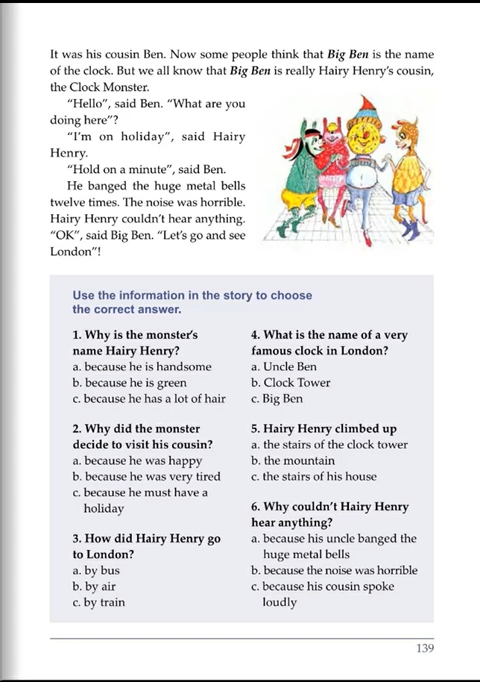 It was his cousin Ben. Now some people think that Big Ben is the name
of the clock. But we all know that Big Ben is really Hairy Henry's cousin,
the Clock Monster.
"Hello", said Ben. "What are you
doing here"?
"I'm on holiday", said Hairy
Henry.
"Hold on a minute", said Ben.
He banged the huge metal bells
twelve times. The noise was horrible.
Hairy Henry couldn't hear anything.
"OK", said Big Ben. "Let's go and see
London"!
Use the information in the story to choose
the correct answer.
1. Why is the monster's
name Hairy Henry?
a. because he is handsome
b. because he is green
c. because he has a lot of hair
2. Why did the monster
decide to visit his cousin?
a. because he was happy
b. because he was very tired
c. because he must have a
holiday
3. How did Hairy Henry go
to London?
a. by bus
b. by air
c. by train
4. What is the name of a very
famous clock in London?
a. Uncle Ben
b. Clock Tower
c. Big Ben
5. Hairy Henry climbed up
a. the stairs of the clock tower
b. the mountain
c. the stairs of his house
6. Why couldn't Hairy Henry
hear anything?
a. because his uncle banged the
huge metal bells
b. because the noise was horrible
c. because his cousin spoke
loudly
139